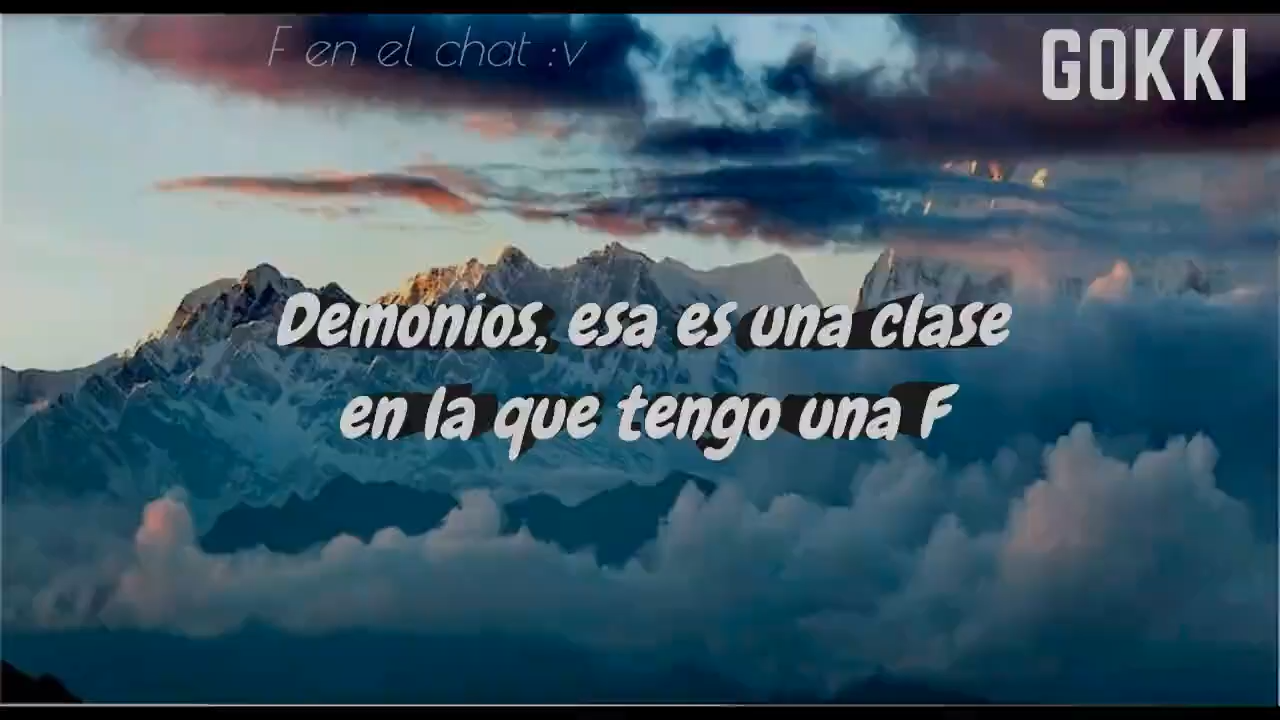 F en el chat :v
GOKKI
Demonios, esa es una clase
en la que tengo una F